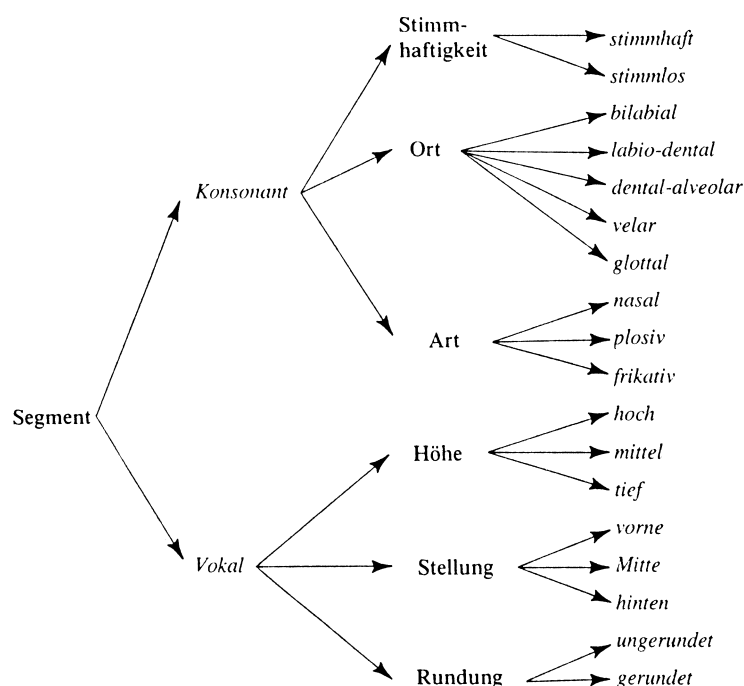 Segment
Konsonant
Stimm-
haftigkeit
stimmhaft
stimmlos
Ort
bilabial
labio-dental
dental-alveolar
velar
glottal
Art
nasal
plosiv
frikativ
Vokal
Höhe
hoch
mittel
tief
Stellung
vorne
Mitte
hinten
Rundung
ungerundet
gerundet